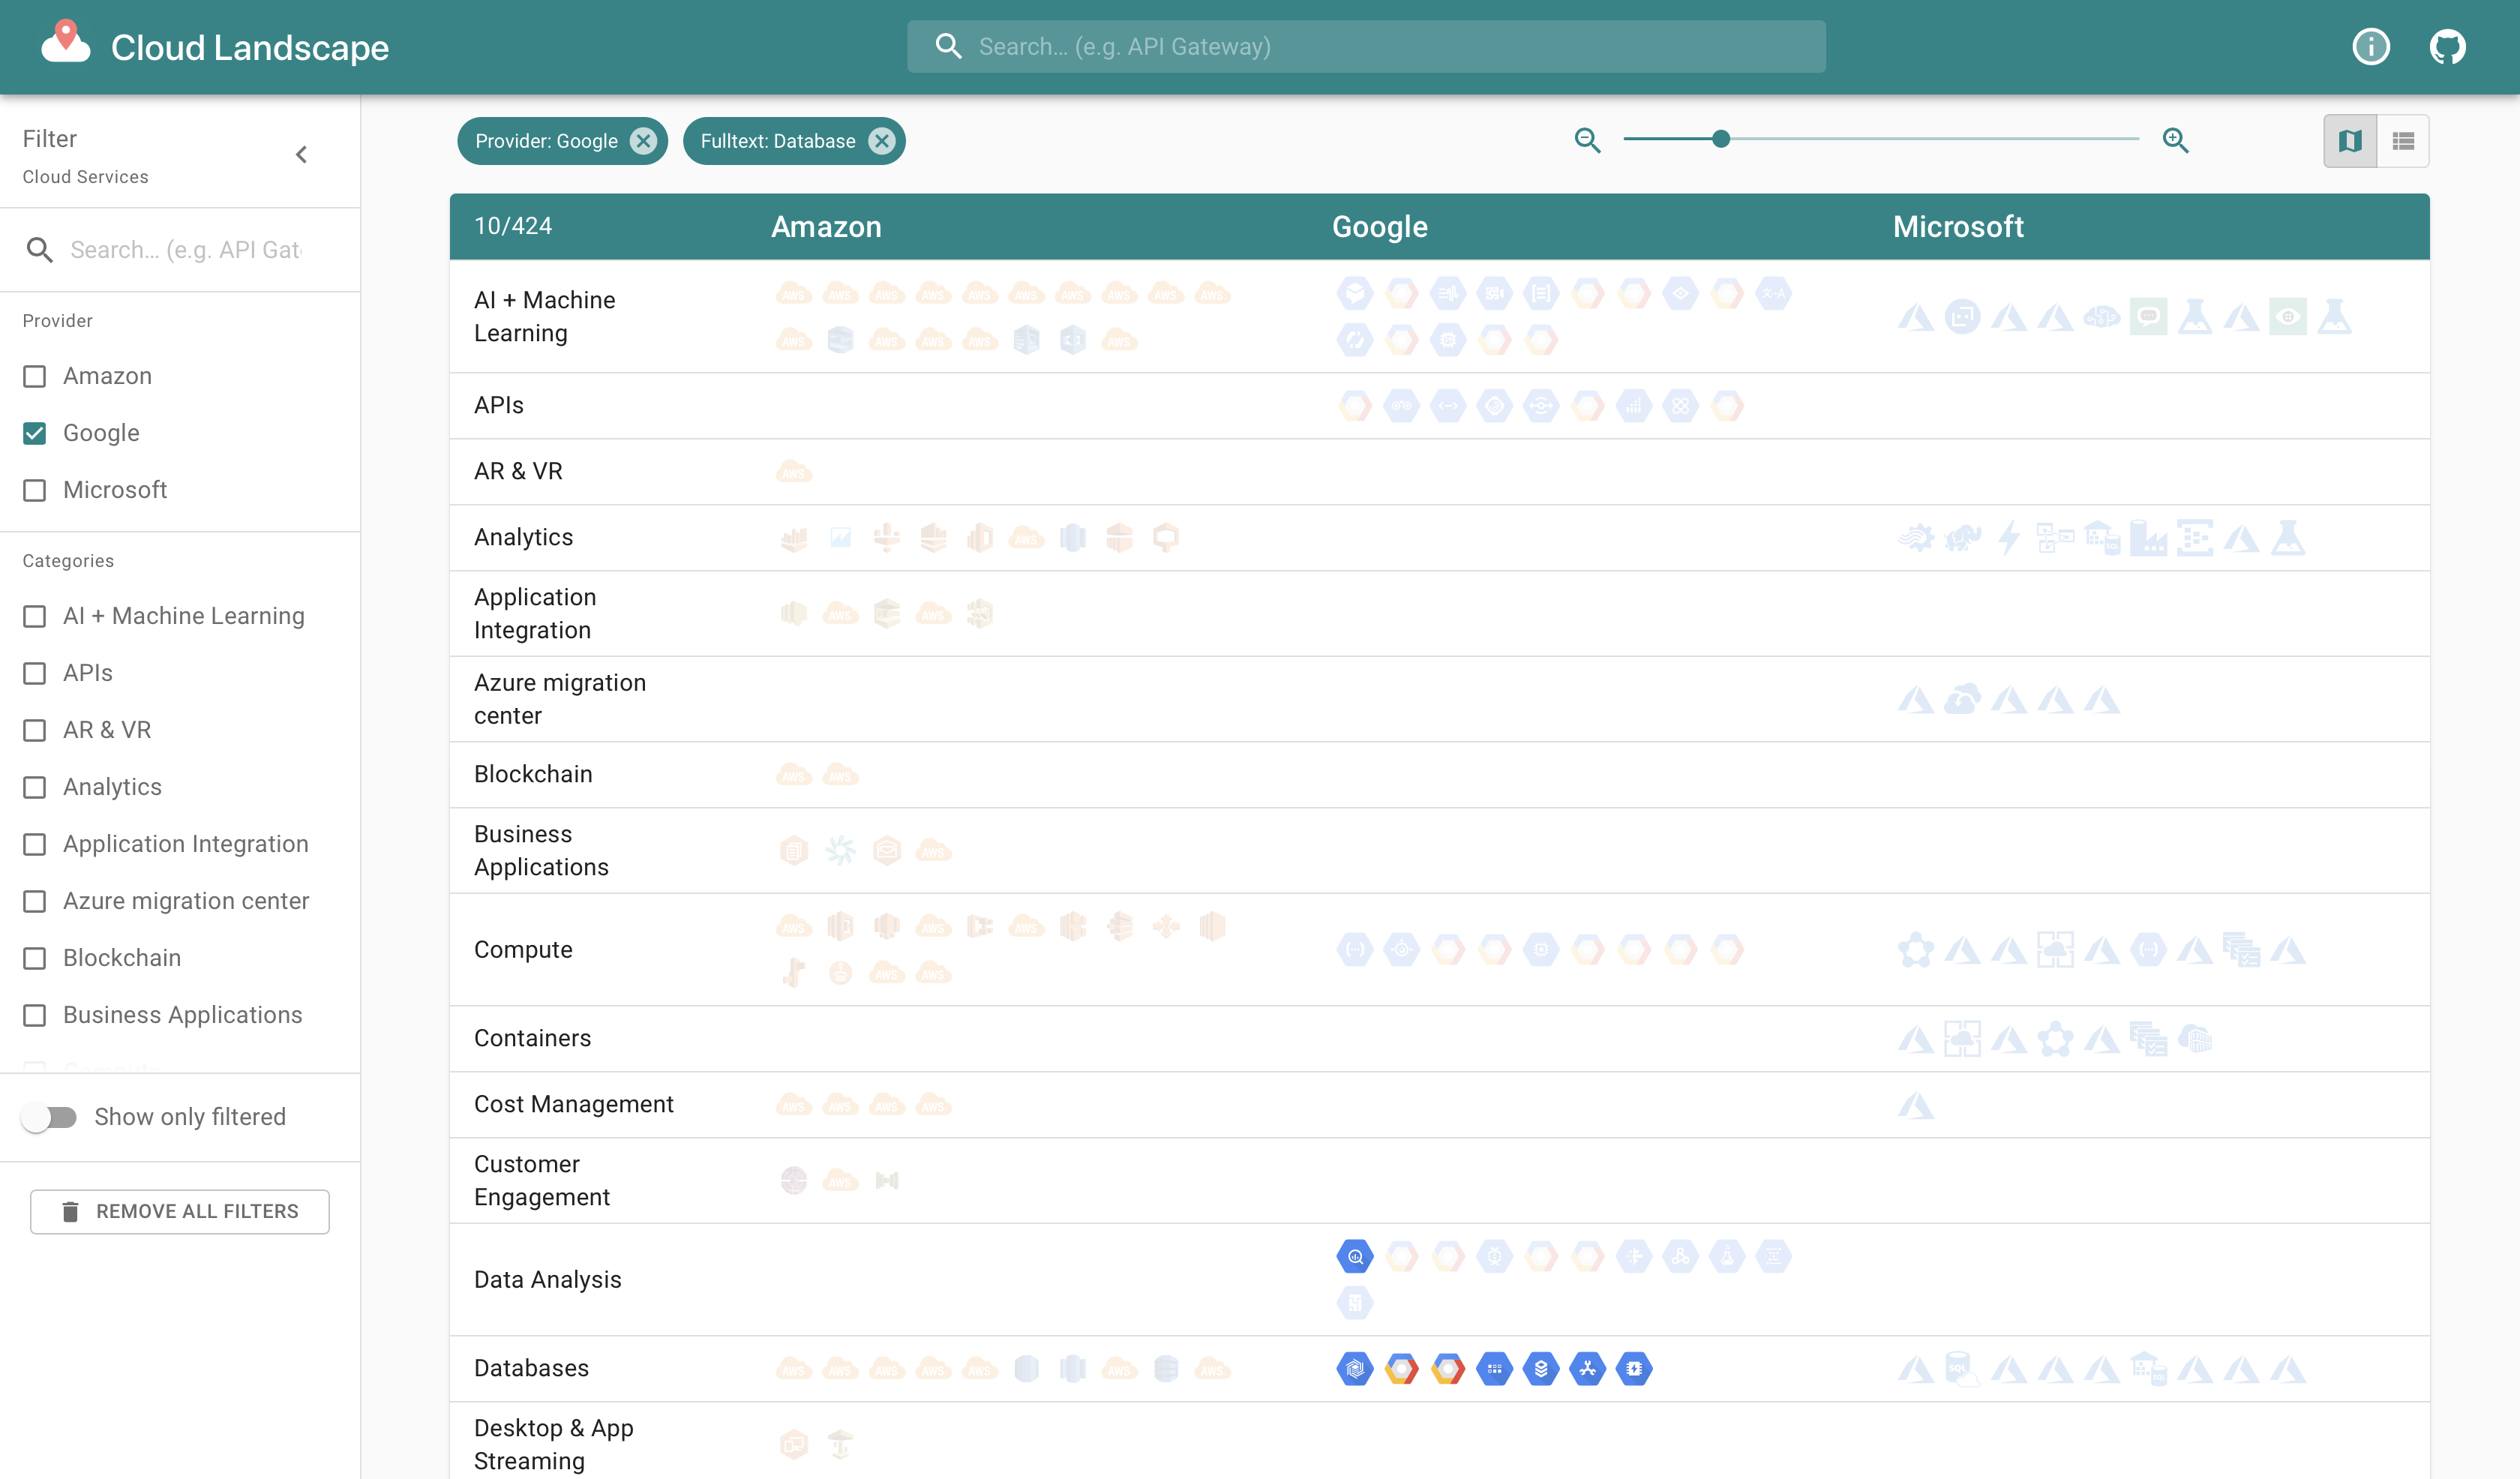 Cloud Landscape
Search... (e.g. API Gateway)
Filter
Cloud Services
Search... (e.g. API Gat
Provider
Amazon
Google
Microsoft
Categories
AI + Machine Learning
APIs
AR & VR
Analytics
Application Integration
Azure migration center
Blockchain
Business Applications
Show only filtered
REMOVE ALL FILTERS
Provider: Google
Fulltext: Database
10/424
Amazon
Google
Microsoft
AI + Machine
Learning
APIs
AR & VR
Analytics
Application
Integration
Azure migration
center
Blockchain
Business
Applications
Compute
Containers
Cost Management
Customer
Engagement
Data Analysis
Databases
Desktop & App
Streaming